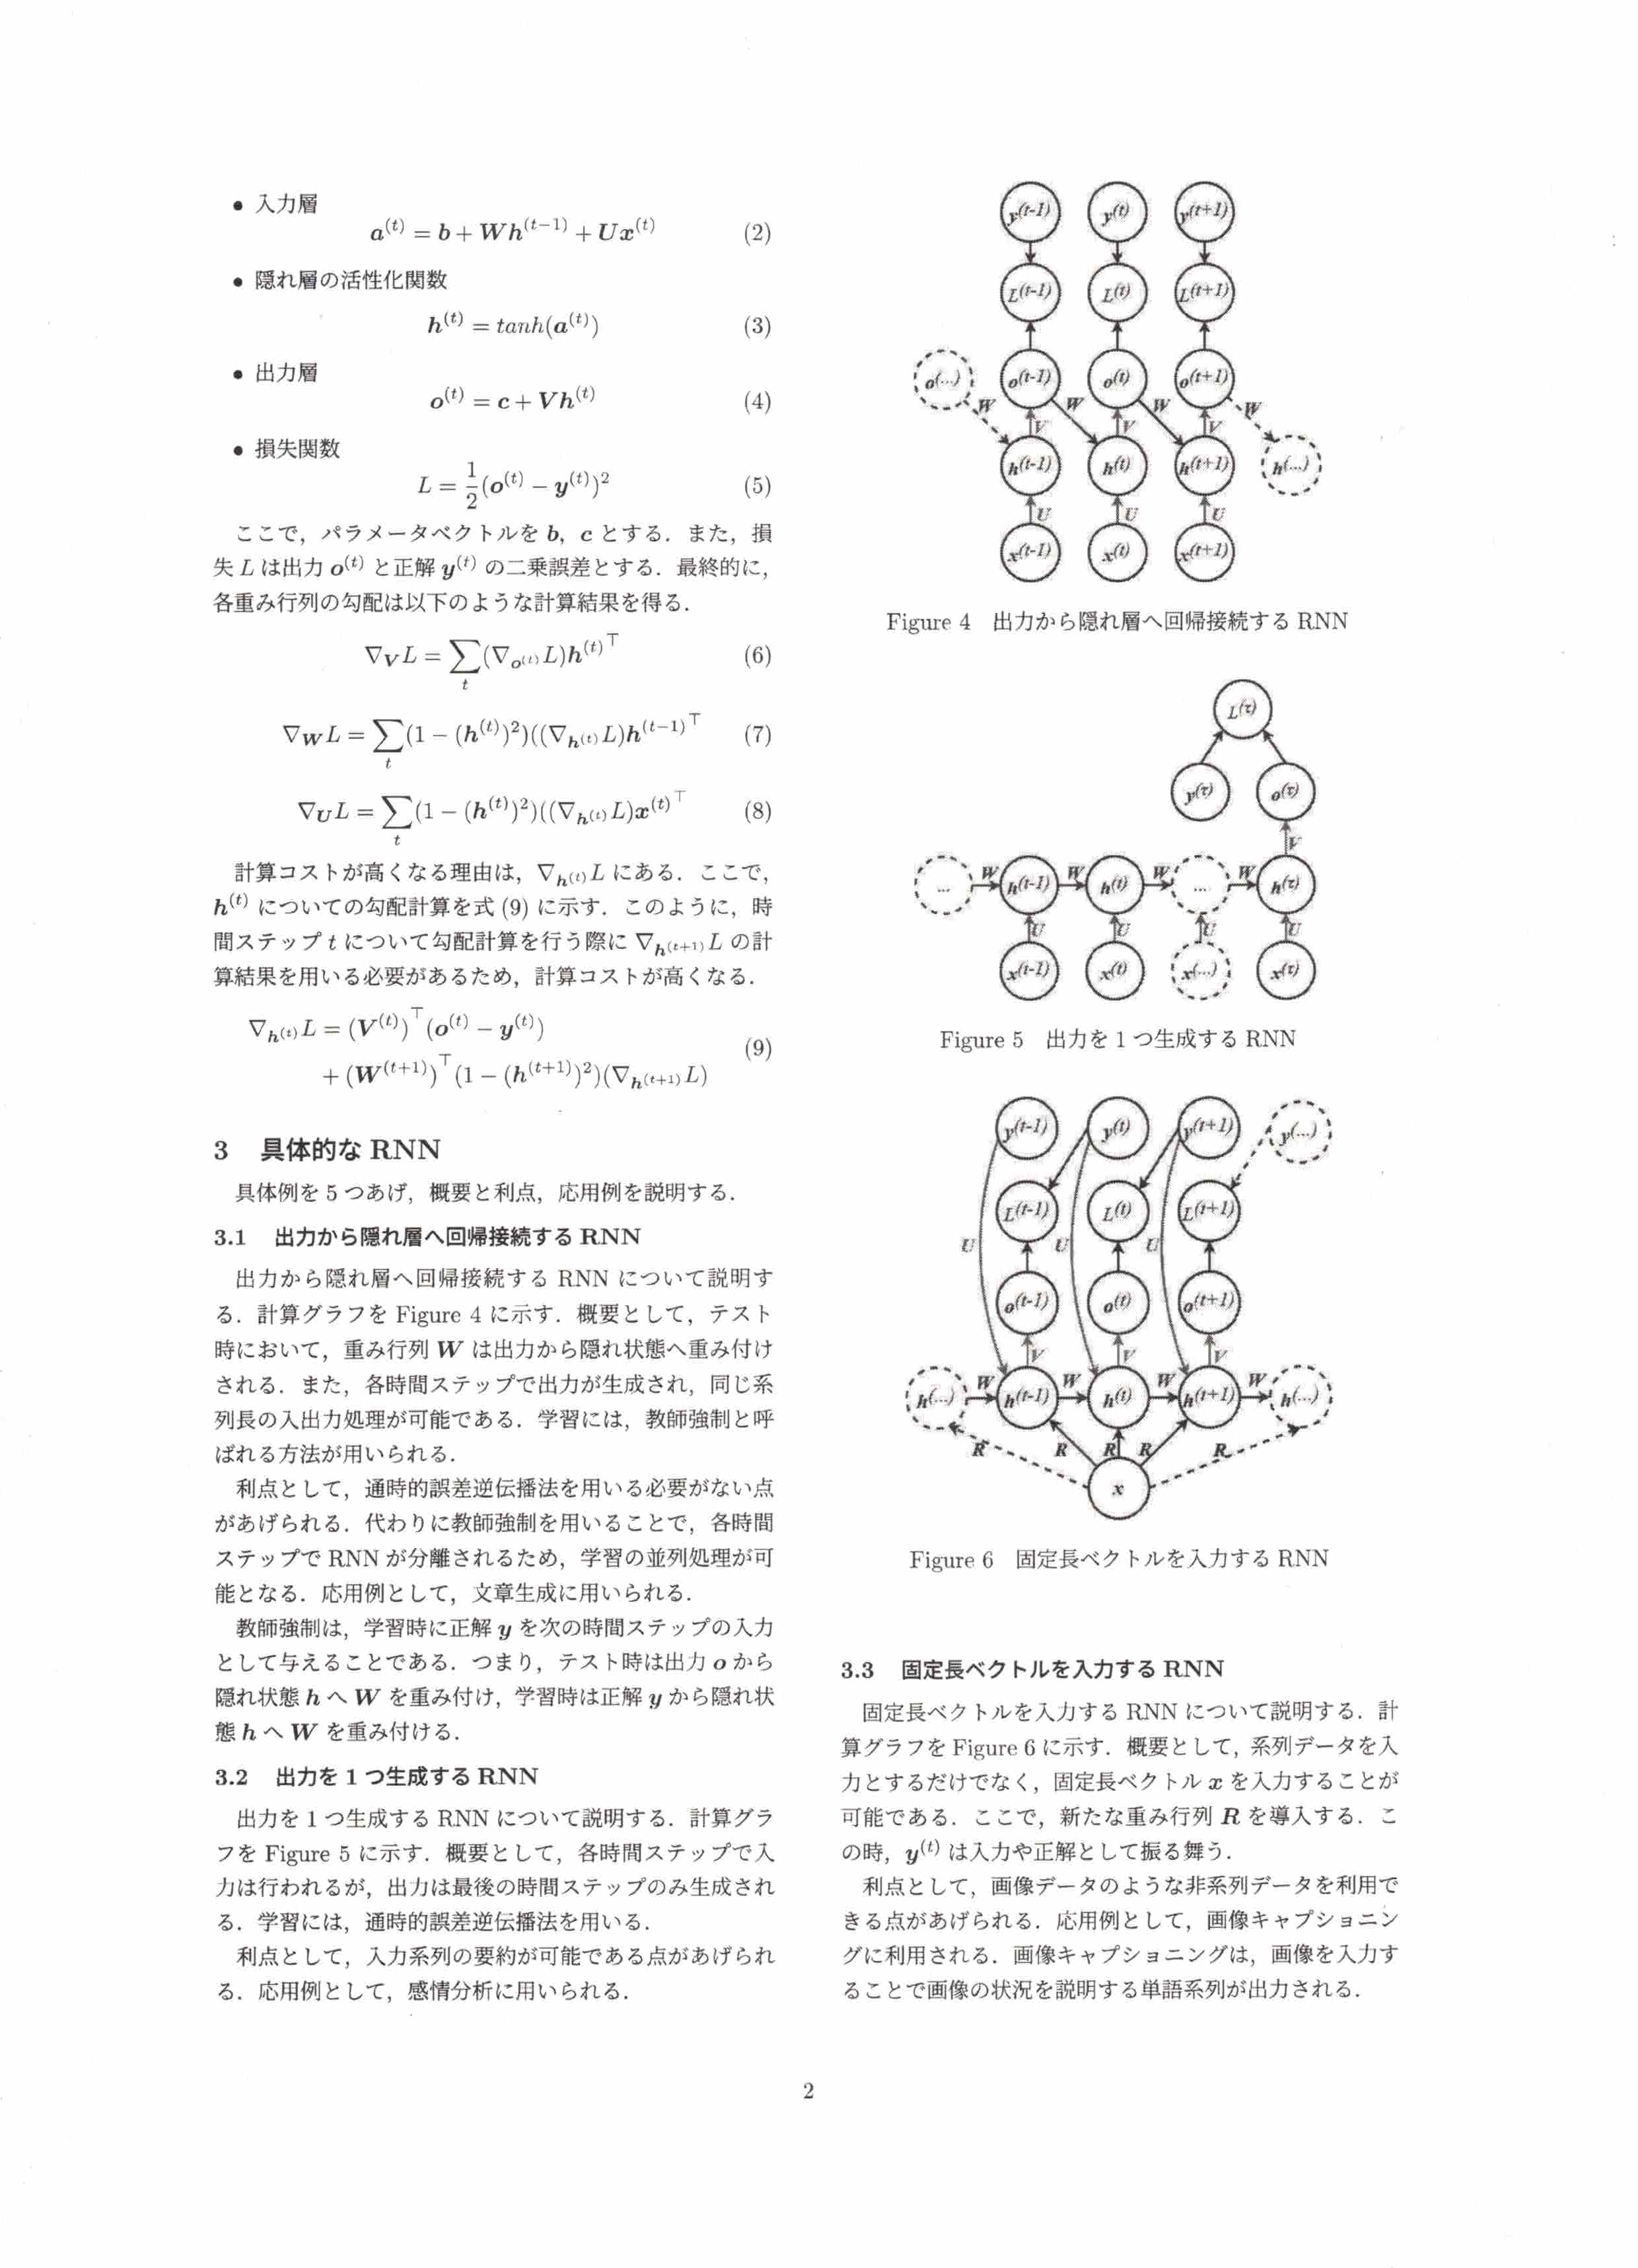 • 入力層
a^(t) = b + Wh^(t−1) + Ux^(t) (2)
• 隠れ層の活性化関数
h^(t) = tanh(a^(t)) (3)
• 出力層
o^(t) = c + Vh^(t) (4)
• 損失関数
L = 1/2 (o^(t) − y^(t))^2 (5)
ここで，パラメータベクトルを b，c とする．また，損
失 L は出力 o^(t) と正解 y^(t) の二乗誤差とする．最終的に，
各重み行列の勾配は以下のような計算結果を得る．
∇_V L = ∑_t (∇_{o^(t)} L)h^(t)⊤ (6)
∇_W L = ∑_t (1 − (h^(t))^2)((∇_{h^(t)} L)h^(t−1)⊤ (7)
∇_U L = ∑_t (1 − (h^(t))^2)((∇_{h^(t)} L)x^(t)⊤ (8)
計算コストが高くなる理由は，∇_{h^(t)} L にある．ここで，
h^(t) についての勾配計算を式 (9) に示す．このように，時
間ステップ t について勾配計算を行う際に ∇_{h^(t+1)} L の計
算結果を用いる必要があるため，計算コストが高くなる．
∇_{h^(t)} L = (V^(t))⊤(o^(t) − y^(t))
+ (W^(t+1))⊤(1 − (h^(t+1))^2)(∇_{h^(t+1)} L) (9)
3 具体的な RNN
具体例を 5 つあげ，概要と利点，応用例を説明する．
3.1 出力から隠れ層へ回帰接続する RNN
出力から隠れ層へ回帰接続する RNN について説明す
る．計算グラフを Figure 4 に示す．概要として，テスト
時において，重み行列 W は出力から隠れ状態へ重み付け
される．また，各時間ステップで出力が生成され，同じ系
列長の入出力処理が可能である．学習には，教師強制と呼
ばれる方法が用いられる．
利点として，通時的誤差逆伝播法を用いる必要がない点
があげられる．代わりに教師強制を用いることで，各時間
ステップで RNN が分離されるため，学習の並列処理が可
能となる．応用例として，文章生成に用いられる．
教師強制は，学習時に正解 y を次の時間ステップの入力
として与えることである．つまり，テスト時は出力 o から
隠れ状態 h へ W を重み付け，学習時は正解 y から隠れ状
態 h へ W を重み付ける．
3.2 出力を 1 つ生成する RNN
出力を 1 つ生成する RNN について説明する．計算グラ
フを Figure 5 に示す．概要として，各時間ステップで入
力は行われるが，出力は最後の時間ステップのみ生成され
る．学習には，通時的誤差逆伝播法を用いる．
利点として，入力系列の要約が可能である点があげられ
る．応用例として，感情分析に用いられる．
y(t-1) y(t) y(t+1)
L(t-1) L(t) L(t+1)
o(...) o(t-1) o(t) o(t+1)
W W W W
V V V
h(t-1) h(t) h(t+1) h(...)
U U U
x(t-1) x(t) x(t+1)
Figure 4 出力から隠れ層へ回帰接続する RNN
L(τ)
y(τ) o(τ)
V
... W h(t-1) W h(t) W ... W h(τ)
U U U U
x(t-1) x(t) x(...) x(τ)
Figure 5 出力を 1 つ生成する RNN
y(t-1) y(t) y(t+1) y(...)
L(t-1) L(t) L(t+1)
U U U
o(t-1) o(t) o(t+1)
V V V
h(...) W h(t-1) W h(t) W h(t+1) W h(...)
R R R R R
x
Figure 6 固定長ベクトルを入力する RNN
3.3 固定長ベクトルを入力する RNN
固定長ベクトルを入力する RNN について説明する．計
算グラフを Figure 6 に示す．概要として，系列データを入
力とするだけでなく，固定長ベクトル x を入力することが
可能である．ここで，新たな重み行列 R を導入する．こ
の時，y^(t) は入力や正解として振る舞う．
利点として，画像データのような非系列データを利用で
きる点があげられる．応用例として，画像キャプショニン
グに利用される．画像キャプショニングは，画像を入力す
ることで画像の状況を説明する単語系列が出力される．
2